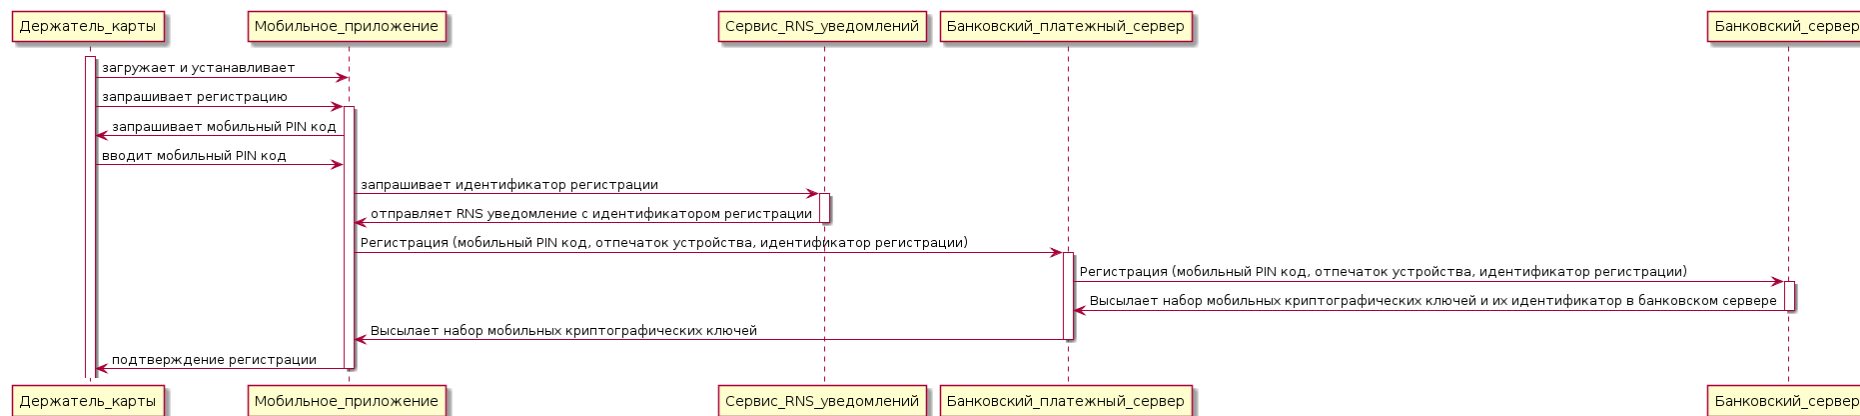 Держатель_карты
Мобильное_приложение
Сервис_RNS_уведомлений
Банковский_платежный_сервер
Банковский_сервер
загружает и устанавливает
запрашивает регистрацию
запрашивает мобильный PIN код
вводит мобильный PIN код
запрашивает идентификатор регистрации
отправляет RNS уведомление с идентификатором регистрации
Регистрация (мобильный PIN код, отпечаток устройства, идентификатор регистрации)
Регистрация (мобильный PIN код, отпечаток устройства, идентификатор регистрации)
Высылает набор мобильных криптографических ключей и их идентификатор в банковском сервере
Высылает набор мобильных криптографических ключей
подтверждение регистрации
Держатель_карты
Мобильное_приложение
Сервис_RNS_уведомлений
Банковский_платежный_сервер
Банковский_сервер